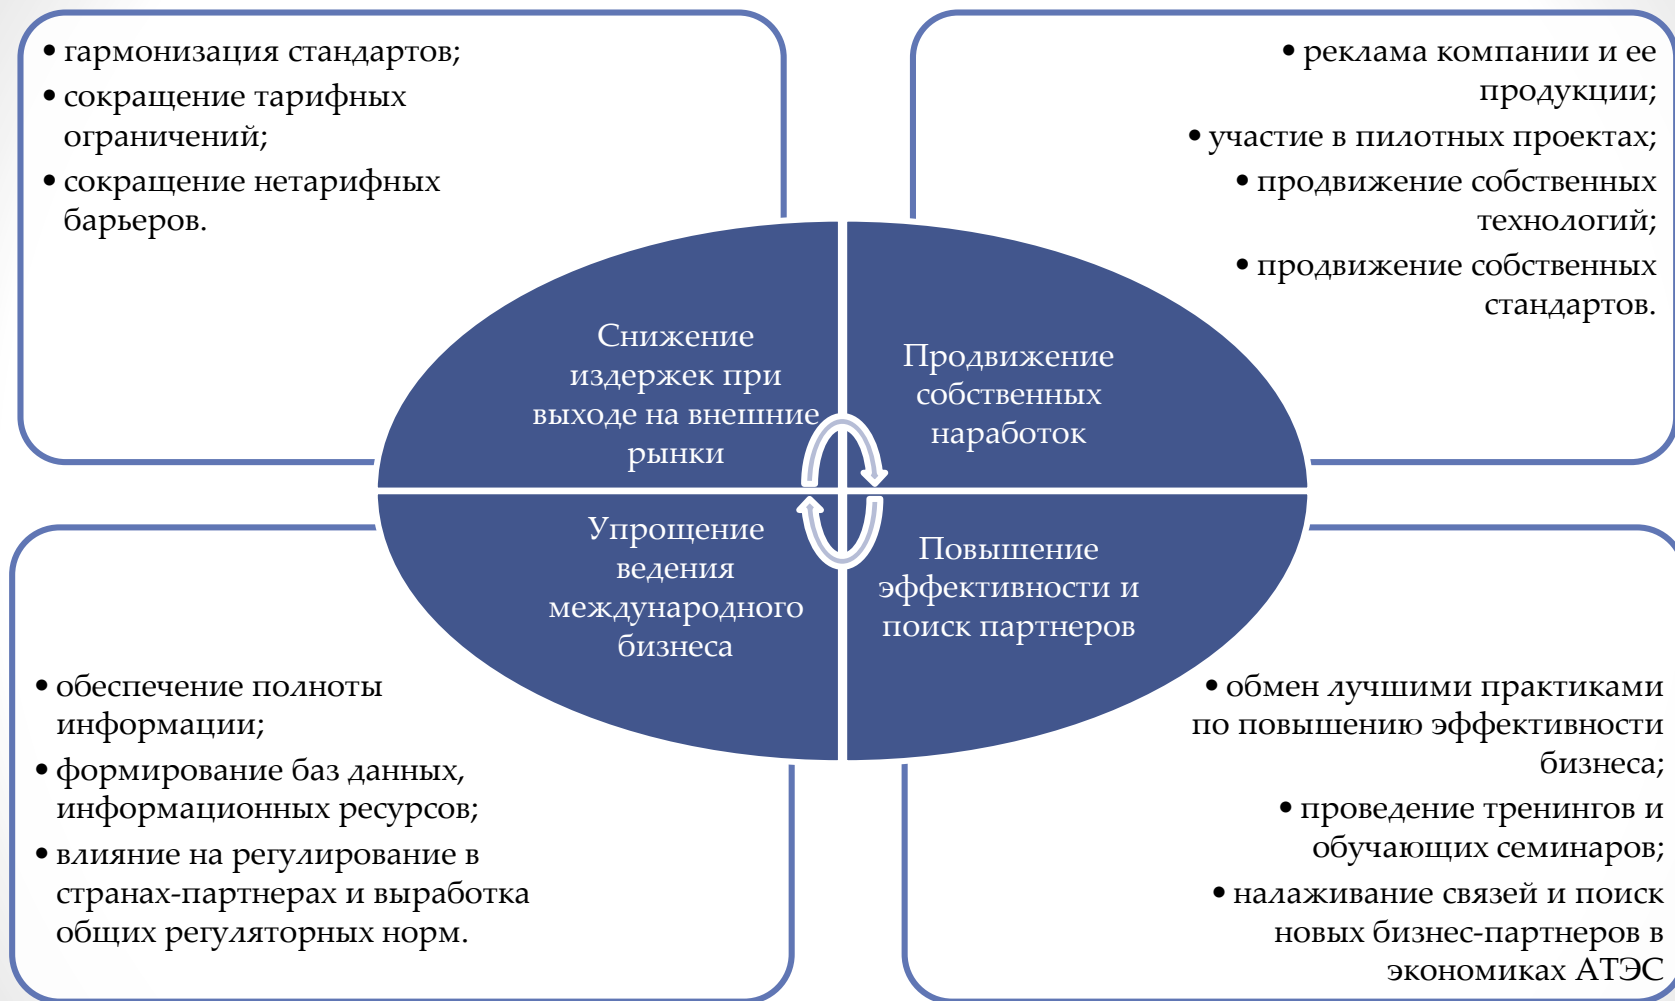 • гармонизация стандартов;
• сокращение тарифных
ограничений;
• сокращение нетарифных
барьеров.
• реклама компании и ее
продукции;
• участие в пилотных проектах;
• продвижение собственных
технологий;
• продвижение собственных
стандартов.
Снижение
издержек при
выходе на внешние
рынки
Продвижение
собственных
наработок
Упрощение
ведения
международного
бизнеса
Повышение
эффективности и
поиск партнеров
• обеспечение полноты
информации;
• формирование баз данных,
информационных ресурсов;
• влияние на регулирование в
странах-партнерах и выработка
общих регуляторных норм.
• обмен лучшими практиками
по повышению эффективности
бизнеса;
• проведение тренингов и
обучающих семинаров;
• налаживание связей и поиск
новых бизнес-партнеров в
экономиках АТЭС